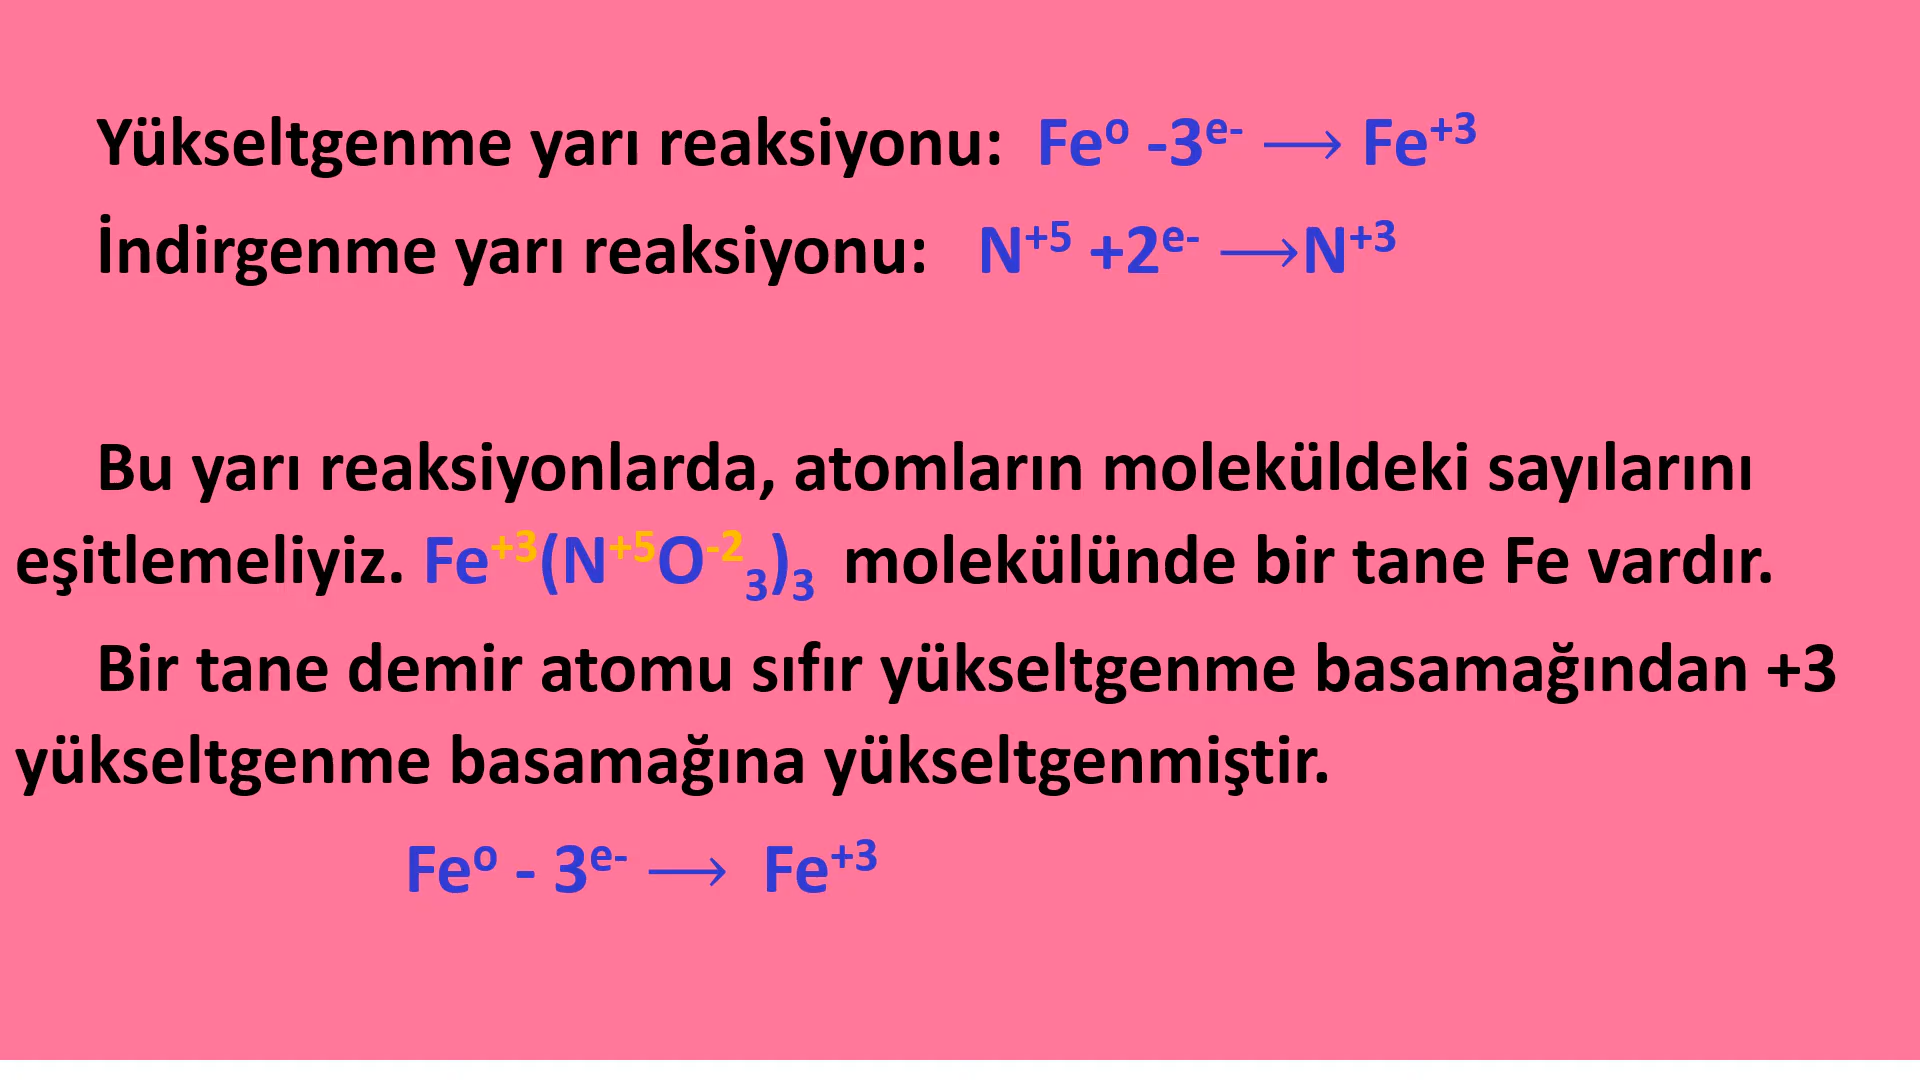 Yükseltgenme yarı reaksiyonu: Feº -3ᵉ⁻ ⟶ Fe⁺³
İndirgenme yarı reaksiyonu: N⁺⁵ +2ᵉ⁻ ⟶N⁺³
Bu yarı reaksiyonlarda, atomların moleküldeki sayılarını
eşitlemeliyiz. Fe⁺³(N⁺⁵O⁻²₃)₃ molekülünde bir tane Fe vardır.
Bir tane demir atomu sıfır yükseltgenme basamağından +3
yükseltgenme basamağına yükseltgenmiştir.
Feº - 3ᵉ⁻ ⟶ Fe⁺³